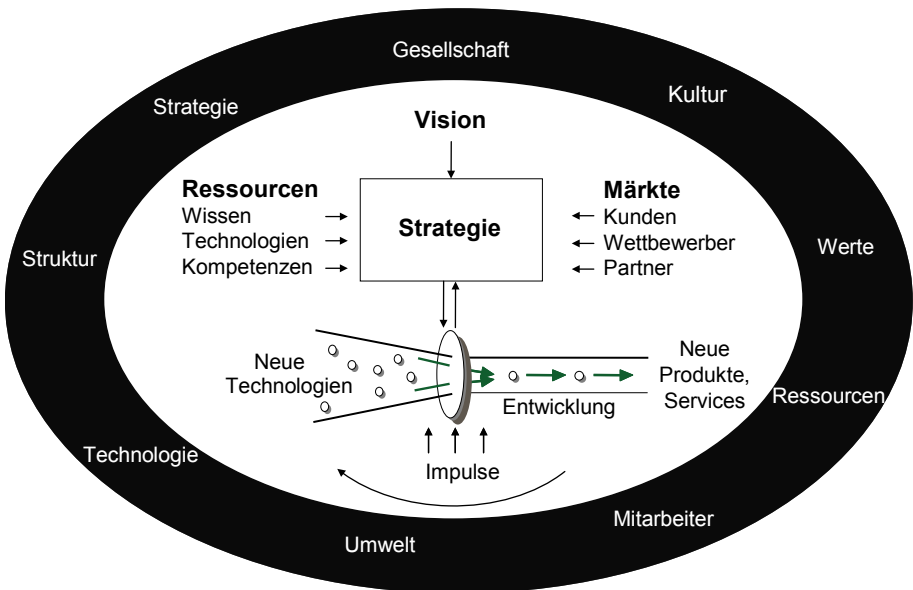 Gesellschaft
Kultur
Strategie
Vision
Ressourcen
Wissen
Technologien
Kompetenzen
Strategie
Märkte
Kunden
Wettbewerber
Partner
Struktur
Werte
Neue
Technologien
Entwicklung
Neue
Produkte,
Services
Ressourcen
Impulse
Technologie
Mitarbeiter
Umwelt